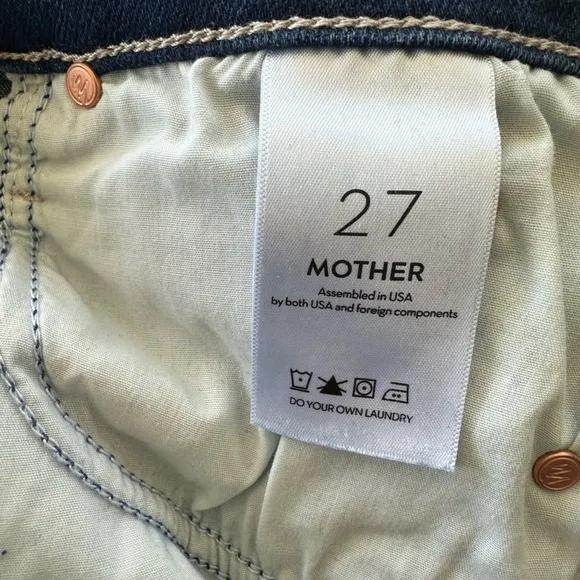 27
MOTHER
Assembled in USA
by both USA and foreign components
DO YOUR OWN LAUNDRY